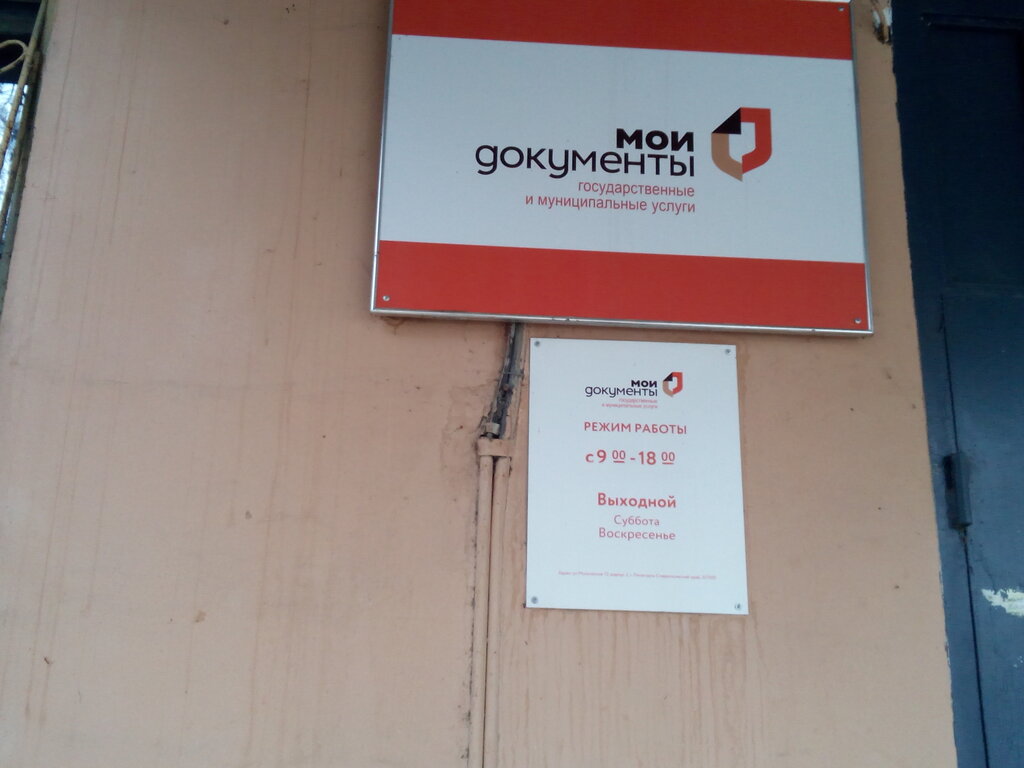 мои
документы
государственные
и муниципальные услуги
мои
документы
государственные
и муниципальные услуги
РЕЖИМ РАБОТЫ
с 9 00 - 18 00
Выходной
Суббота
Воскресенье